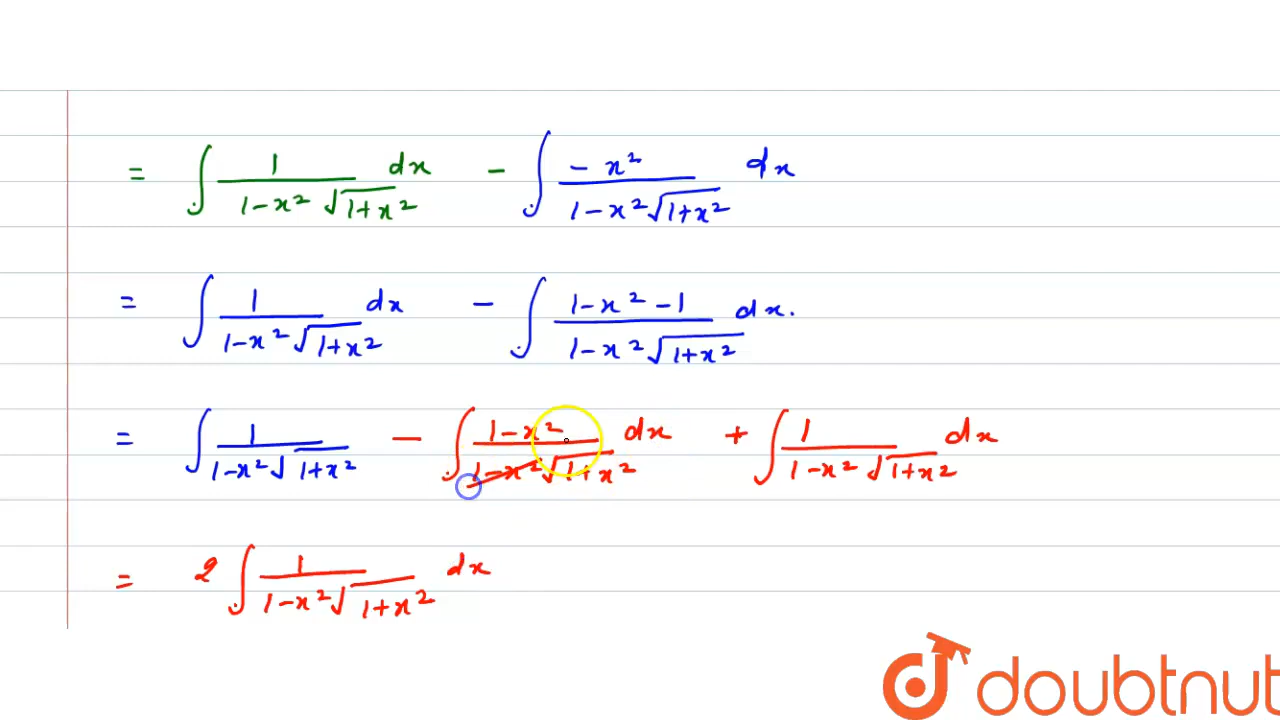 = ∫ 1/(1-x² √(1+x²)) dx - ∫ -x²/(1-x² √(1+x²)) dx
= ∫ 1/(1-x² √(1+x²)) dx - ∫ (1-x²-1)/(1-x² √(1+x²)) dx.
= ∫ 1/(1-x² √(1+x²)) - ∫ (1-x²)/(1-x² √(1+x²)) dx + ∫ 1/(1-x² √(1+x²)) dx
= 2 ∫ 1/(1-x² √(1+x²)) dx
doubtnut